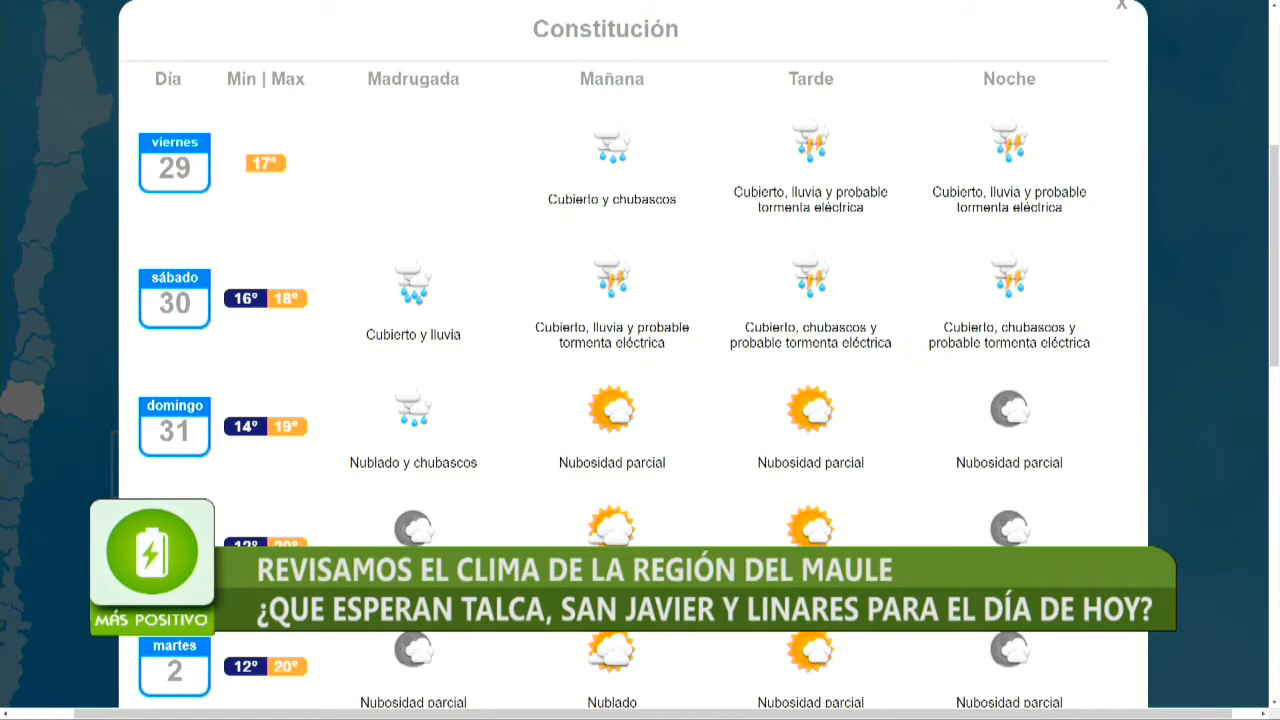 X
Constitución
Día Min | Max Madrugada Mañana Tarde Noche
viernes
29
17º
Cubierto y chubascos
Cubierto, lluvia y probable
tormenta eléctrica
Cubierto, lluvia y probable
tormenta eléctrica
sábado
30
16º 18º
Cubierto y lluvia
Cubierto, lluvia y probable
tormenta eléctrica
Cubierto, chubascos y
probable tormenta eléctrica
Cubierto, chubascos y
probable tormenta eléctrica
domingo
31
14º 19º
Nublado y chubascos
Nubosidad parcial
Nubosidad parcial
Nubosidad parcial
REVISAMOS EL CLIMA DE LA REGIÓN DEL MAULE
¿QUE ESPERAN TALCA, SAN JAVIER Y LINARES PARA EL DÍA DE HOY?
MÁS POSITIVO
martes
2
12º 20º
Nubosidad parcial
Nublado
Nubosidad parcial
Nubosidad parcial